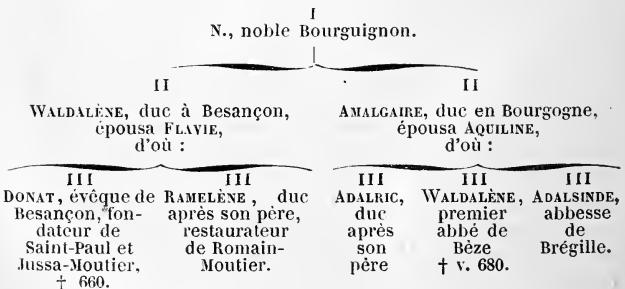 I
N., noble Bourguignon.
II
WALDALÈNE, duc à Besançon,
épousa FLAVIE,
d'où :
II
AMALGAIRE, duc en Bourgogne,
épousa AQUILINE,
d'où :
III
DONAT, évêque de
Besançon, fon-
dateur de
Saint-Paul et
Jussa-Moutier,
† 660.
III
RAMELÈNE, duc
après son père,
restaurateur
de Romain-
Moutier.
III
ADALRIC,
duc
après
son
père
III
WALDALÈNE,
premier
abbé de
Bèze
† v. 680.
III
ADALSINDE,
abbesse
de
Brégille.